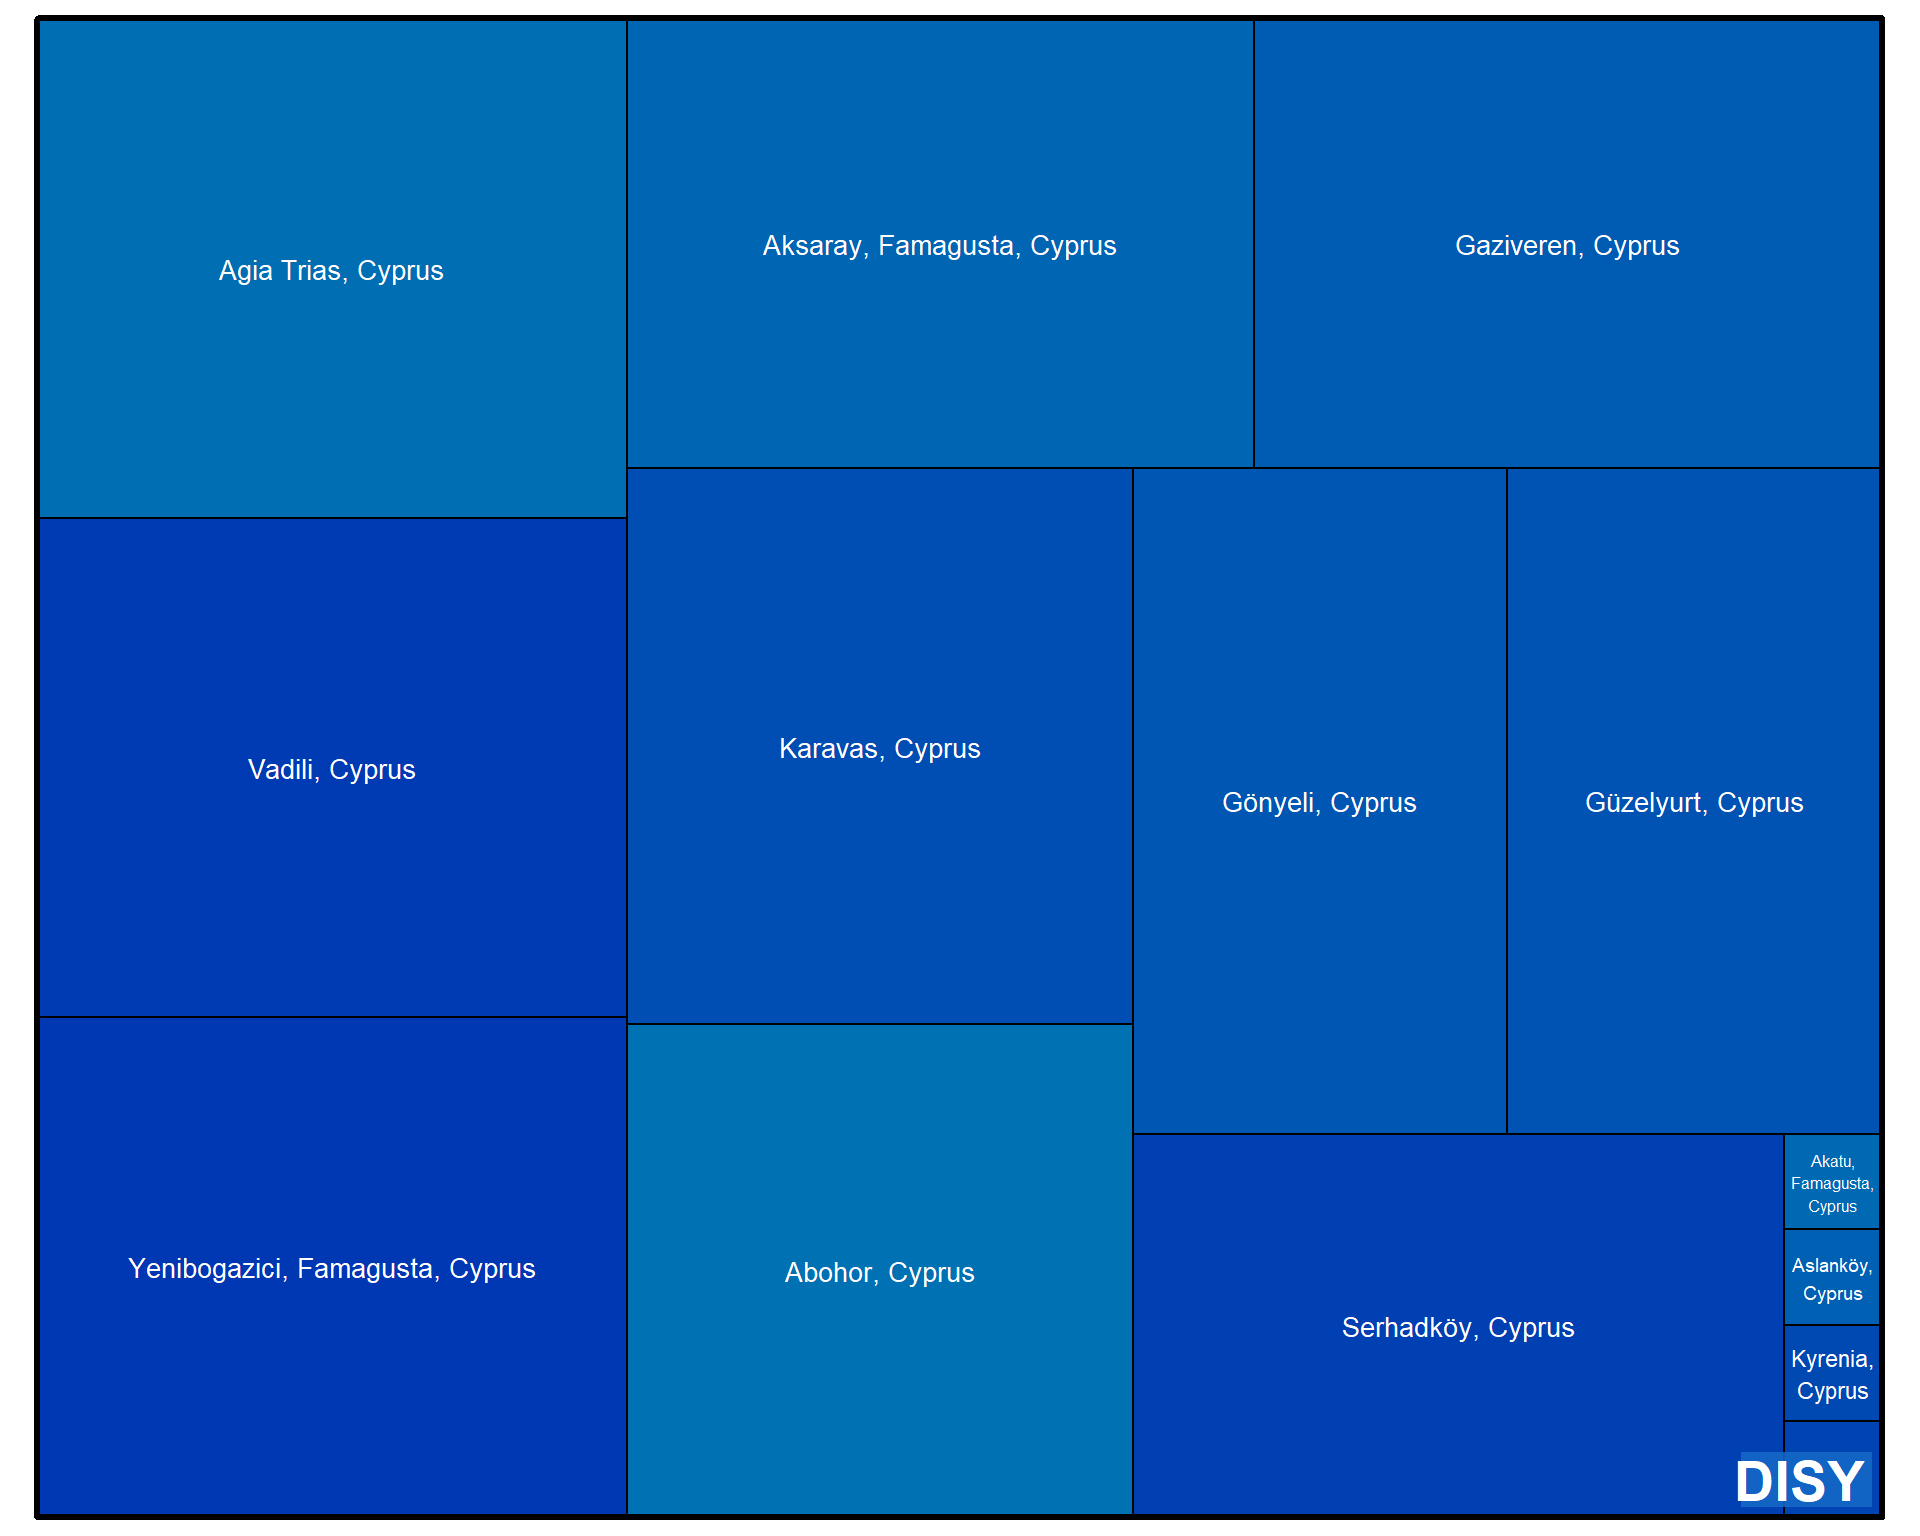 Agia Trias, Cyprus
Aksaray, Famagusta, Cyprus
Gaziveren, Cyprus
Vadili, Cyprus
Karavas, Cyprus
Gönyeli, Cyprus
Güzelyurt, Cyprus
Yenibogazici, Famagusta, Cyprus
Abohor, Cyprus
Serhadköy, Cyprus
Akatu,
Famagusta,
Cyprus
Aslanköy,
Cyprus
Kyrenia,
Cyprus
DISY